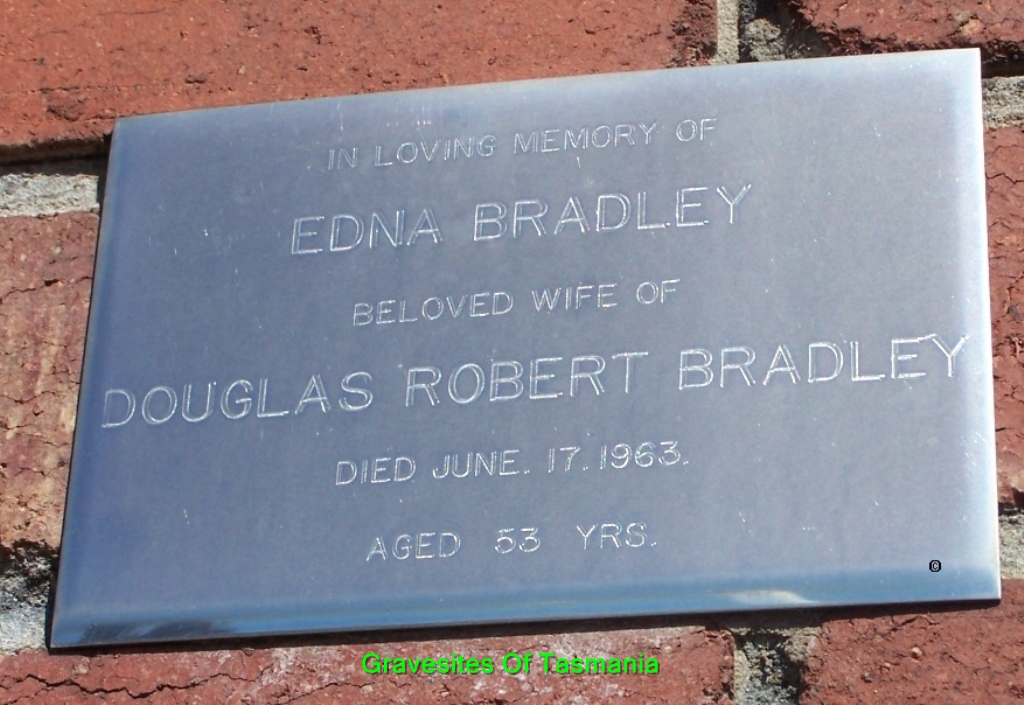 IN LOVING MEMORY OF
EDNA BRADLEY
BELOVED WIFE OF
DOUGLAS ROBERT BRADLEY
DIED JUNE. 17. 1963.
AGED 53 YRS.
©
Gravesites Of Tasmania